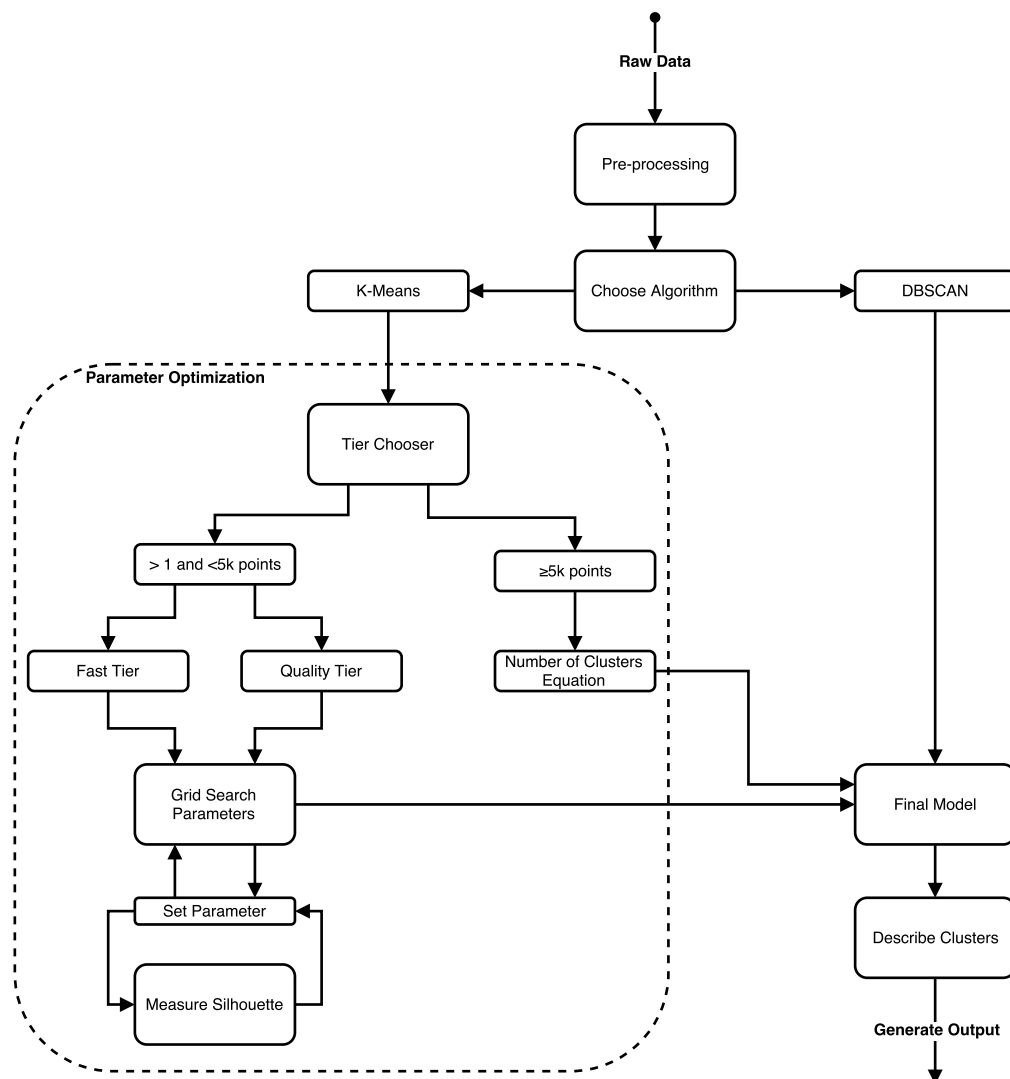 Raw Data
Pre-processing
K-Means
Choose Algorithm
DBSCAN
Parameter Optimization
Tier Chooser
> 1 and <5k points
≥5k points
Fast Tier
Quality Tier
Number of Clusters
Equation
Grid Search
Parameters
Final Model
Set Parameter
Describe Clusters
Measure Silhouette
Generate Output